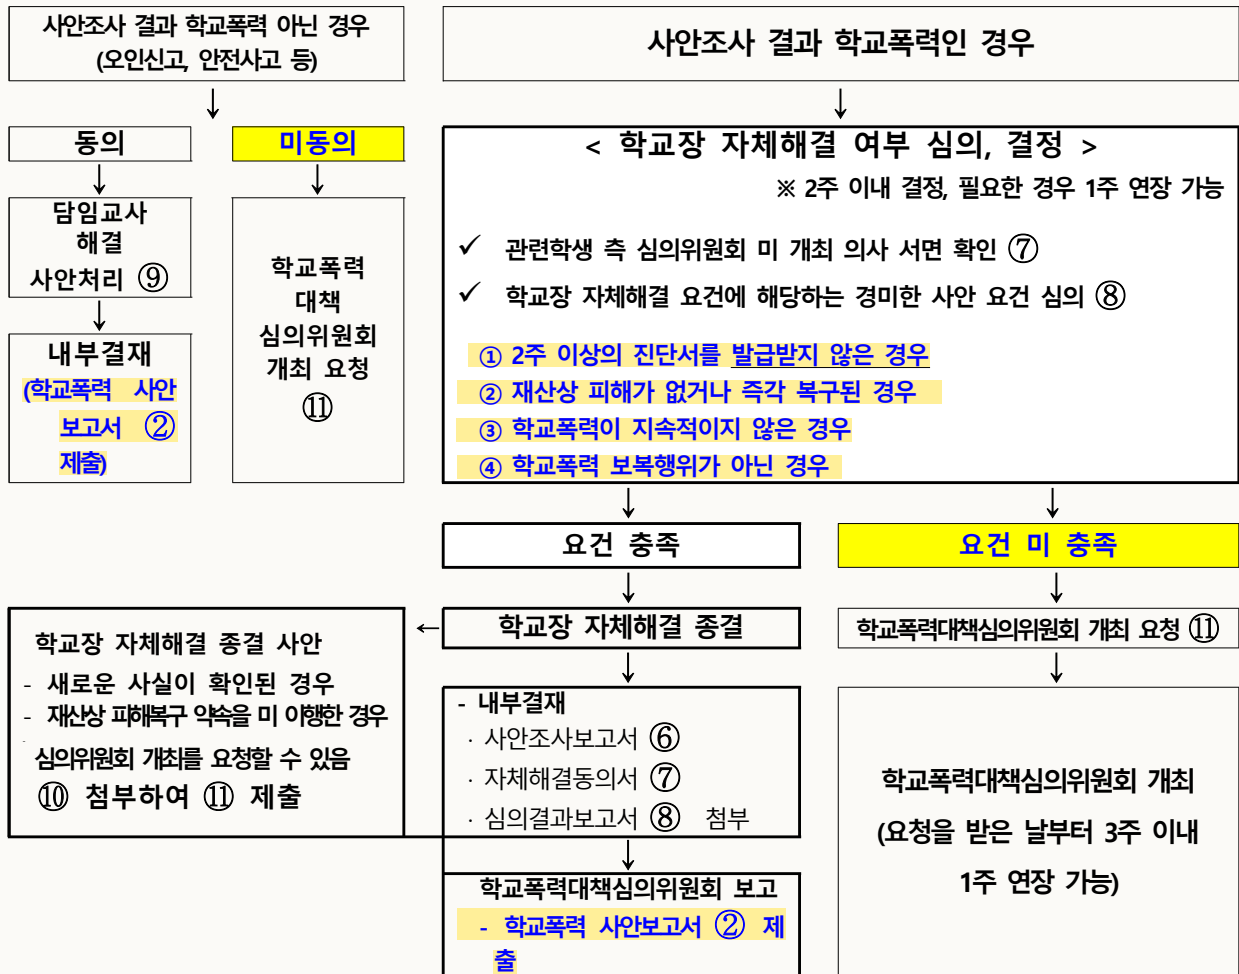 사안조사 결과 학교폭력 아닌 경우
(오인신고, 안전사고 등)
사안조사 결과 학교폭력인 경우
동의
미동의
담임교사
해결
사안처리 ⑨
내부결재
(학교폭력 사안
보고서 ②
제출)
학교폭력
대책
심의위원회
개최 요청
⑪
< 학교장 자체해결 여부 심의, 결정 >
※ 2주 이내 결정, 필요한 경우 1주 연장 가능
✓ 관련학생 측 심의위원회 미 개최 의사 서면 확인 ⑦
✓ 학교장 자체해결 요건에 해당하는 경미한 사안 요건 심의 ⑧
① 2주 이상의 진단서를 발급받지 않은 경우
② 재산상 피해가 없거나 즉각 복구된 경우
③ 학교폭력이 지속적이지 않은 경우
④ 학교폭력 보복행위가 아닌 경우
요건 충족
요건 미 충족
학교장 자체해결 종결
학교폭력대책심의위원회 개최 요청 ⑪
학교장 자체해결 종결 사안
- 새로운 사실이 확인된 경우
- 재산상 피해복구 약속을 미 이행한 경우
심의위원회 개최를 요청할 수 있음
⑩ 첨부하여 ⑪ 제출
- 내부결재
· 사안조사보고서 ⑥
· 자체해결동의서 ⑦
· 심의결과보고서 ⑧ 첨부
학교폭력대책심의위원회 보고
- 학교폭력 사안보고서 ② 제
출
학교폭력대책심의위원회 개최
(요청을 받은 날부터 3주 이내
1주 연장 가능)